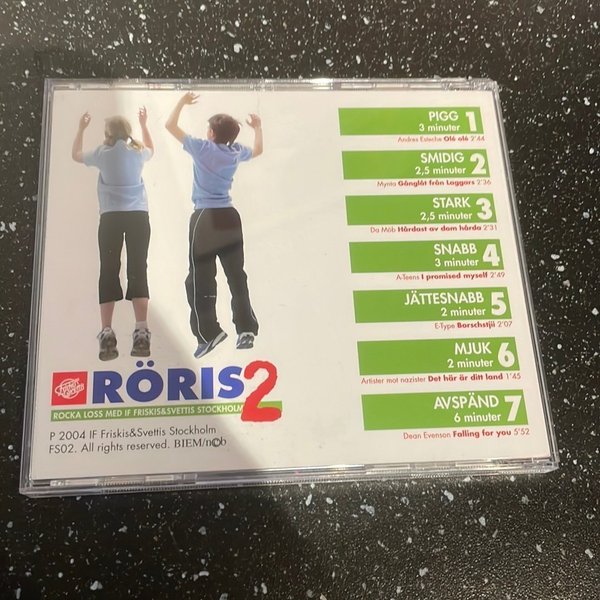 PIGG 1
3 minuter
Andres Esteche Olé olé 2'44
SMIDIG 2
2,5 minuter
Mynta Gånglåt från Laggars 2'36
STARK 3
2,5 minuter
Da Möb Hårdast av dom hårda 2'31
SNABB 4
3 minuter
A-Teens I promised myself 2'49
JÄTTESNABB 5
2 minuter
E-Type Borschstjii 2'07
MJUK 6
2 minuter
Artister mot nazister Det här är ditt land 1'45
AVSPÄND 7
6 minuter
Dean Evenson Falling for you 5'52
Friskis Svettis
RÖRIS 2
ROCKA LOSS MED IF FRISKIS&SVETTIS STOCKHOLM
P 2004 IF Friskis&Svettis Stockholm
FS02. All rights reserved. BIEM/n©b